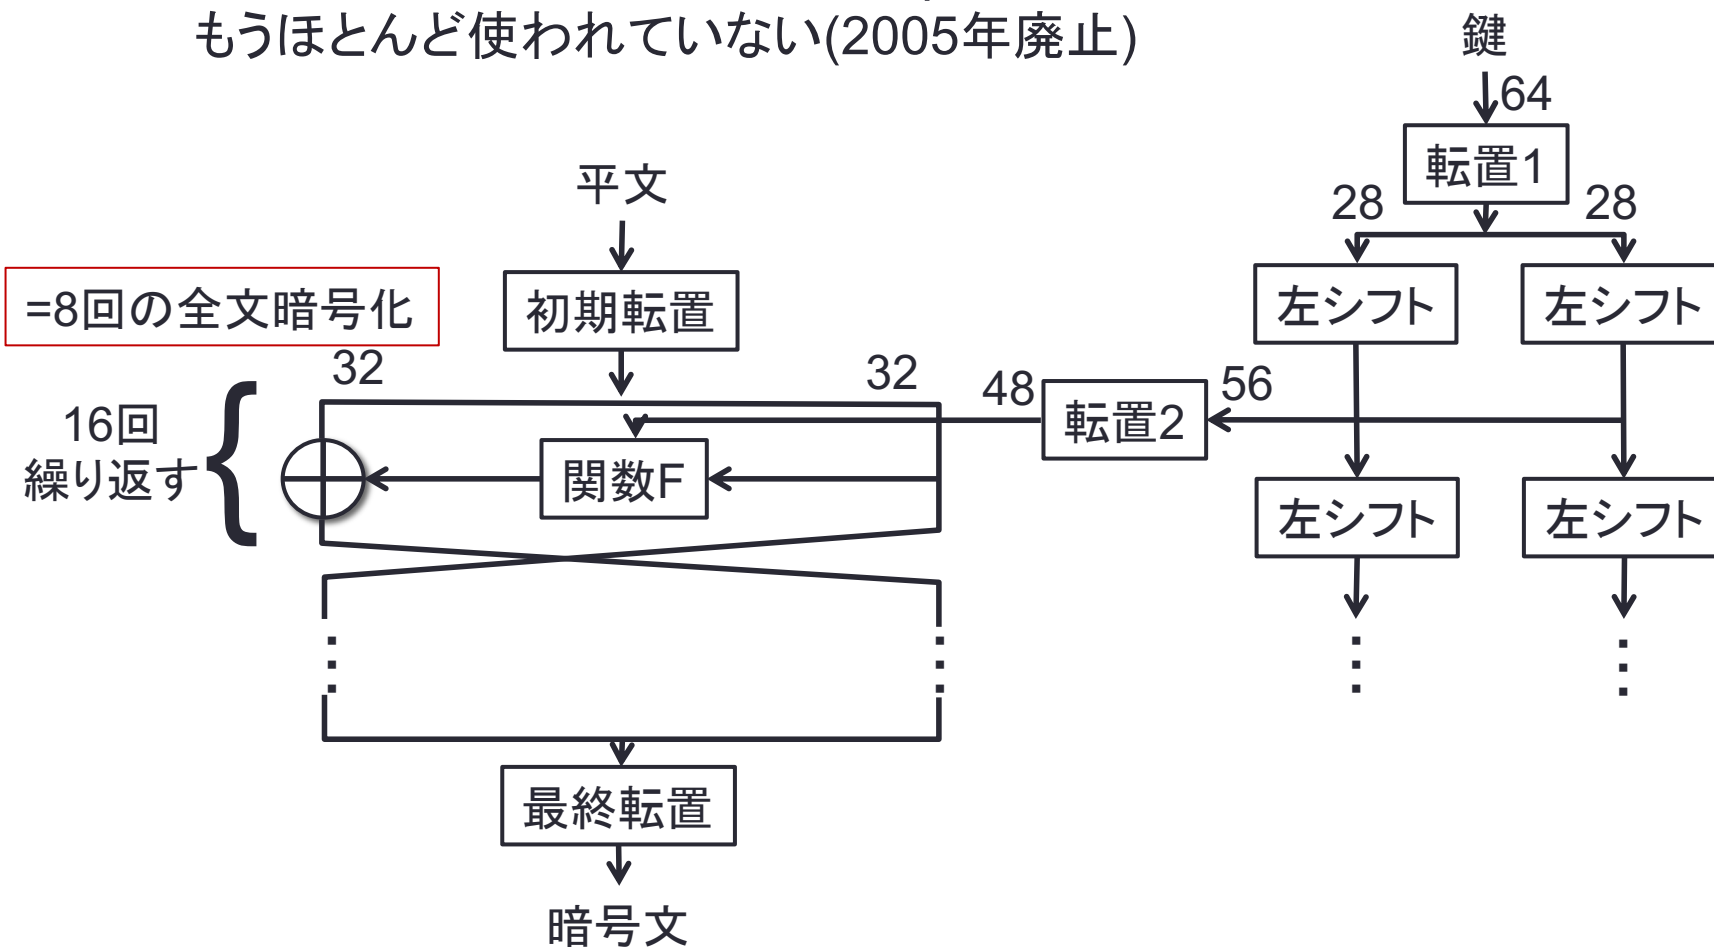 もうほとんど使われていない(2005年廃止)
鍵
64
転置1
28
28
平文
=8回の全文暗号化
初期転置
左シフト
左シフト
32
32
48
転置2
56
16回
繰り返す
関数F
左シフト
左シフト
最終転置
暗号文